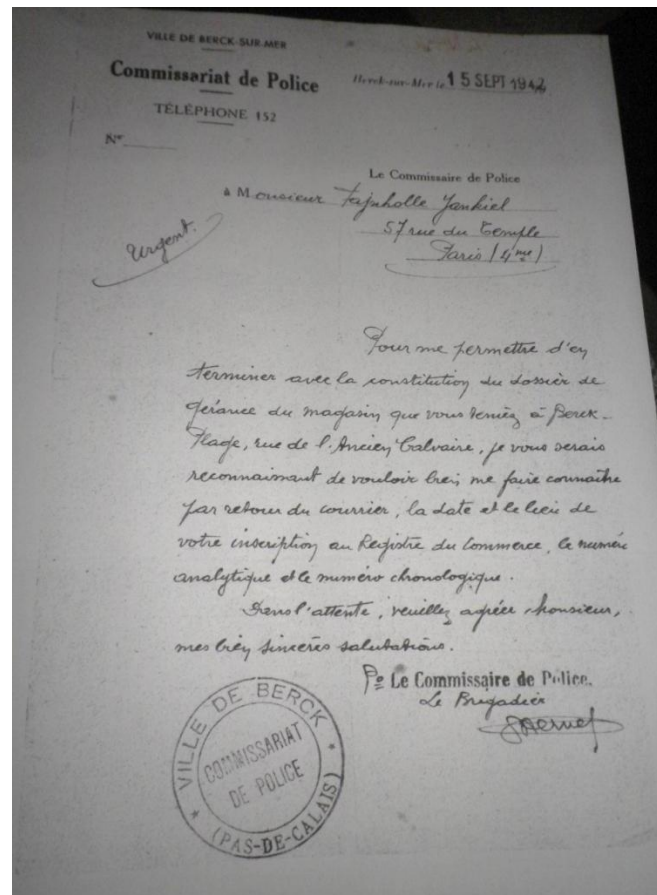 VILLE DE BERCK-SUR-MER
Commissariat de Police
TÉLÉPHONE 152
Berck-sur-Mer le 15 SEPT 194
No
Le Commissaire de Police
à Monsieur Fajnholle Yankiel
57 rue du Temple
Paris (4me)
Urgent.
Pour me permettre d'en
terminer avec la constitution du dossier de
gérance du magasin que vous teniez à Berck-
Plage, rue de l'Ancien Calvaire, je vous serais
reconnaissant de vouloir bien me faire connaître
par retour du courrier, la date et le lieu de
votre inscription au Registre du Commerce, le numéro
analytique et le numéro chronologique.
Dans l'attente, veuillez agréer Monsieur,
mes bien sincères salutations.
Po Le Commissaire de Police.
Le Brigadier
VILLE DE BERCK
COMMISSARIAT
DE POLICE
(PAS-DE-CALAIS)